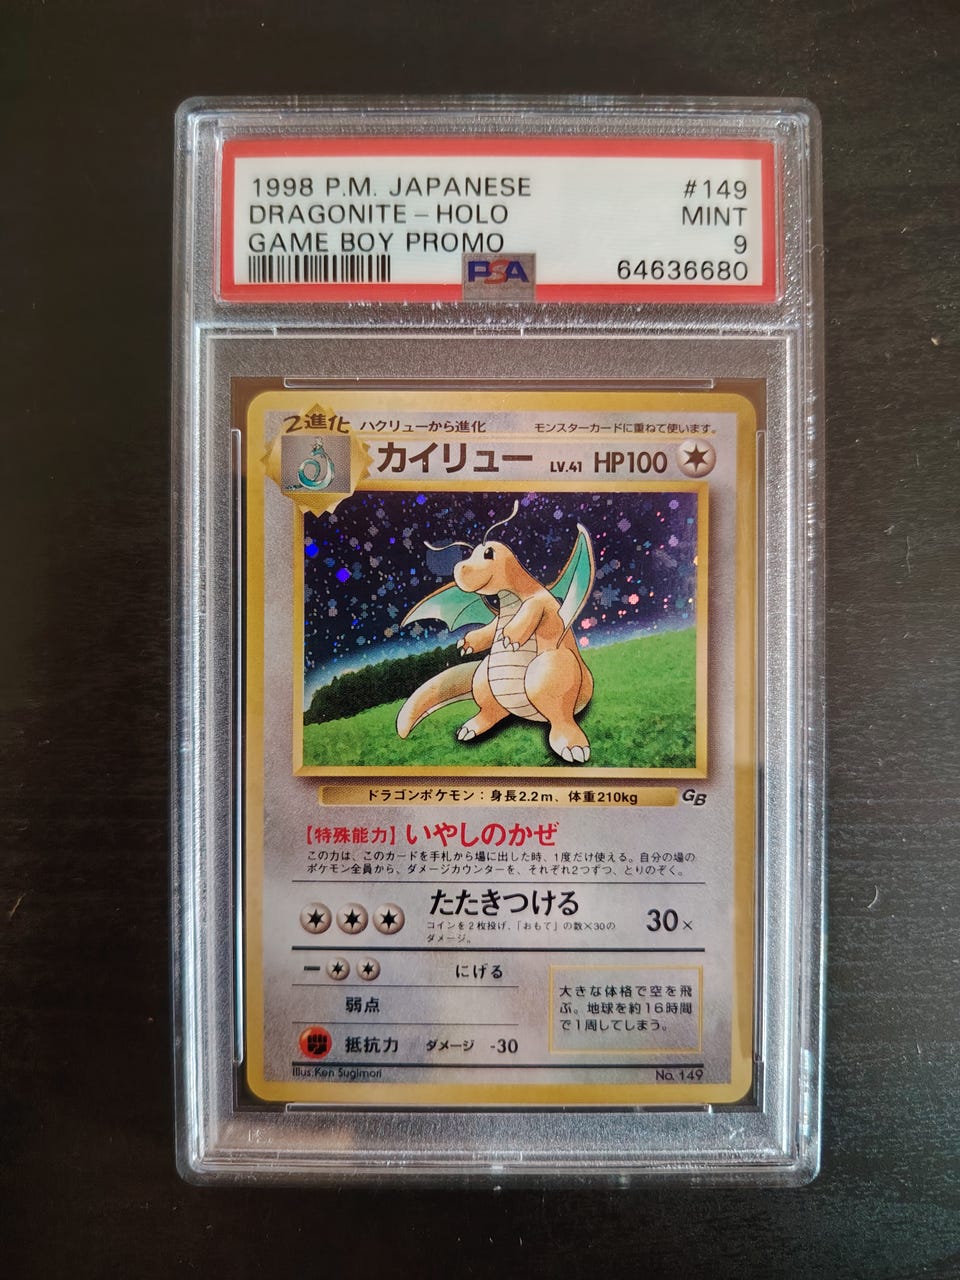 1998 P.M. JAPANESE #149
DRAGONITE-HOLO MINT
GAME BOY PROMO 9
PSA 64636680
2進化 ハクリューから進化 モンスターカードに重ねて使います。
カイリュー LV.41 HP100
ドラゴンポケモン:身長2.2m、体重210kg GB
【特殊能力】いやしのかぜ
この力は、このカードを手札から場に出した時、1度だけ使える。自分の場の
ポケモン全員から、ダメージカウンターを、それぞれ2つずつ、とりのぞく。
たたきつける 30×
コインを2枚投げ、「おもて」の数×30の
ダメージ。
ー にげる
弱点
抵抗力 ダメージ -30
大きな体格で空を飛
ぶ。地球を約16時間
で1周してしまう。
Illus.Ken Sugimori No. 149